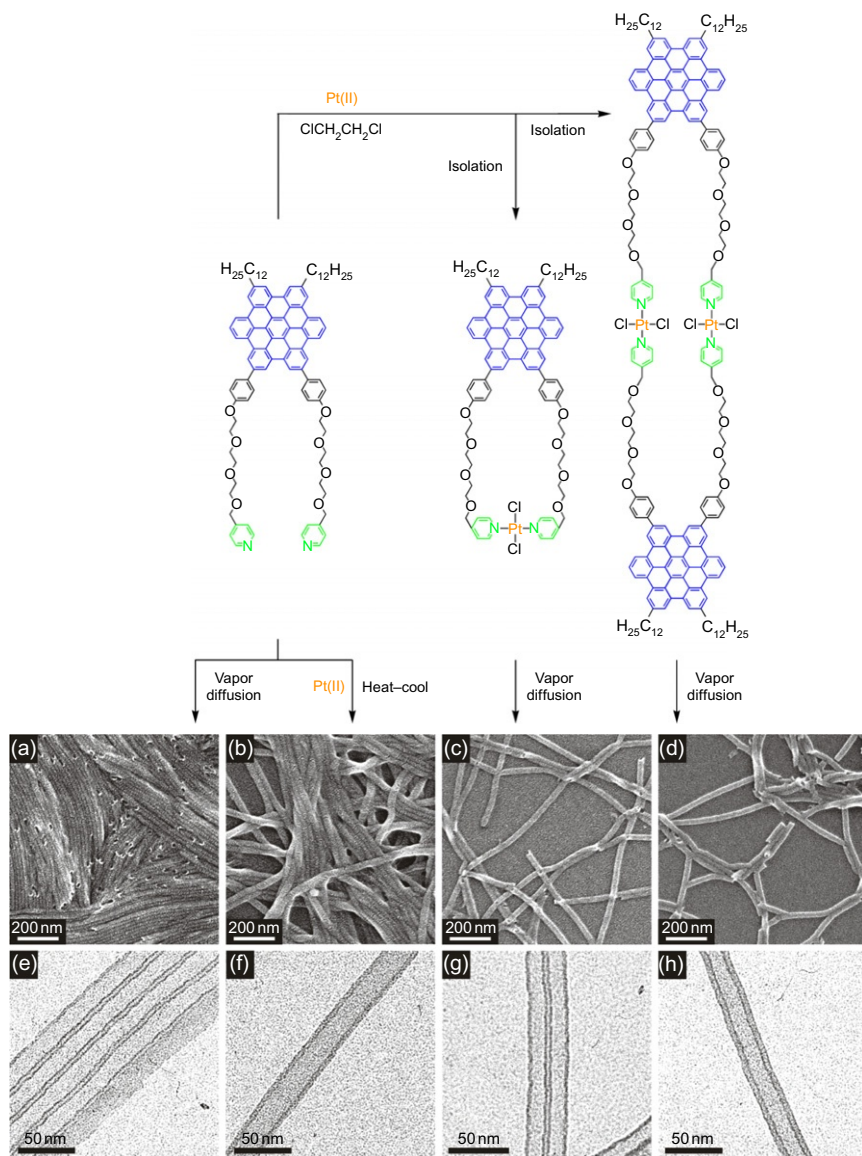 H25C12 C12H25
Pt(II)
ClCH2CH2Cl
Isolation
Isolation
O O
O O
O O
O O
H25C12 C12H25
H25C12 C12H25
N N
Cl Pt Cl Cl Pt Cl
N N
O O
O O
O O
O O
O O
O O
O O
O O
O O
O O
O O
O O
Cl
N Pt N
Cl
N N
H25C12 C12H25
Vapor
diffusion
Pt(II)
Heat–cool
Vapor
diffusion
Vapor
diffusion
(a) (b) (c) (d)
200 nm 200 nm 200 nm 200 nm
(e) (f) (g) (h)
50 nm 50 nm 50 nm 50 nm